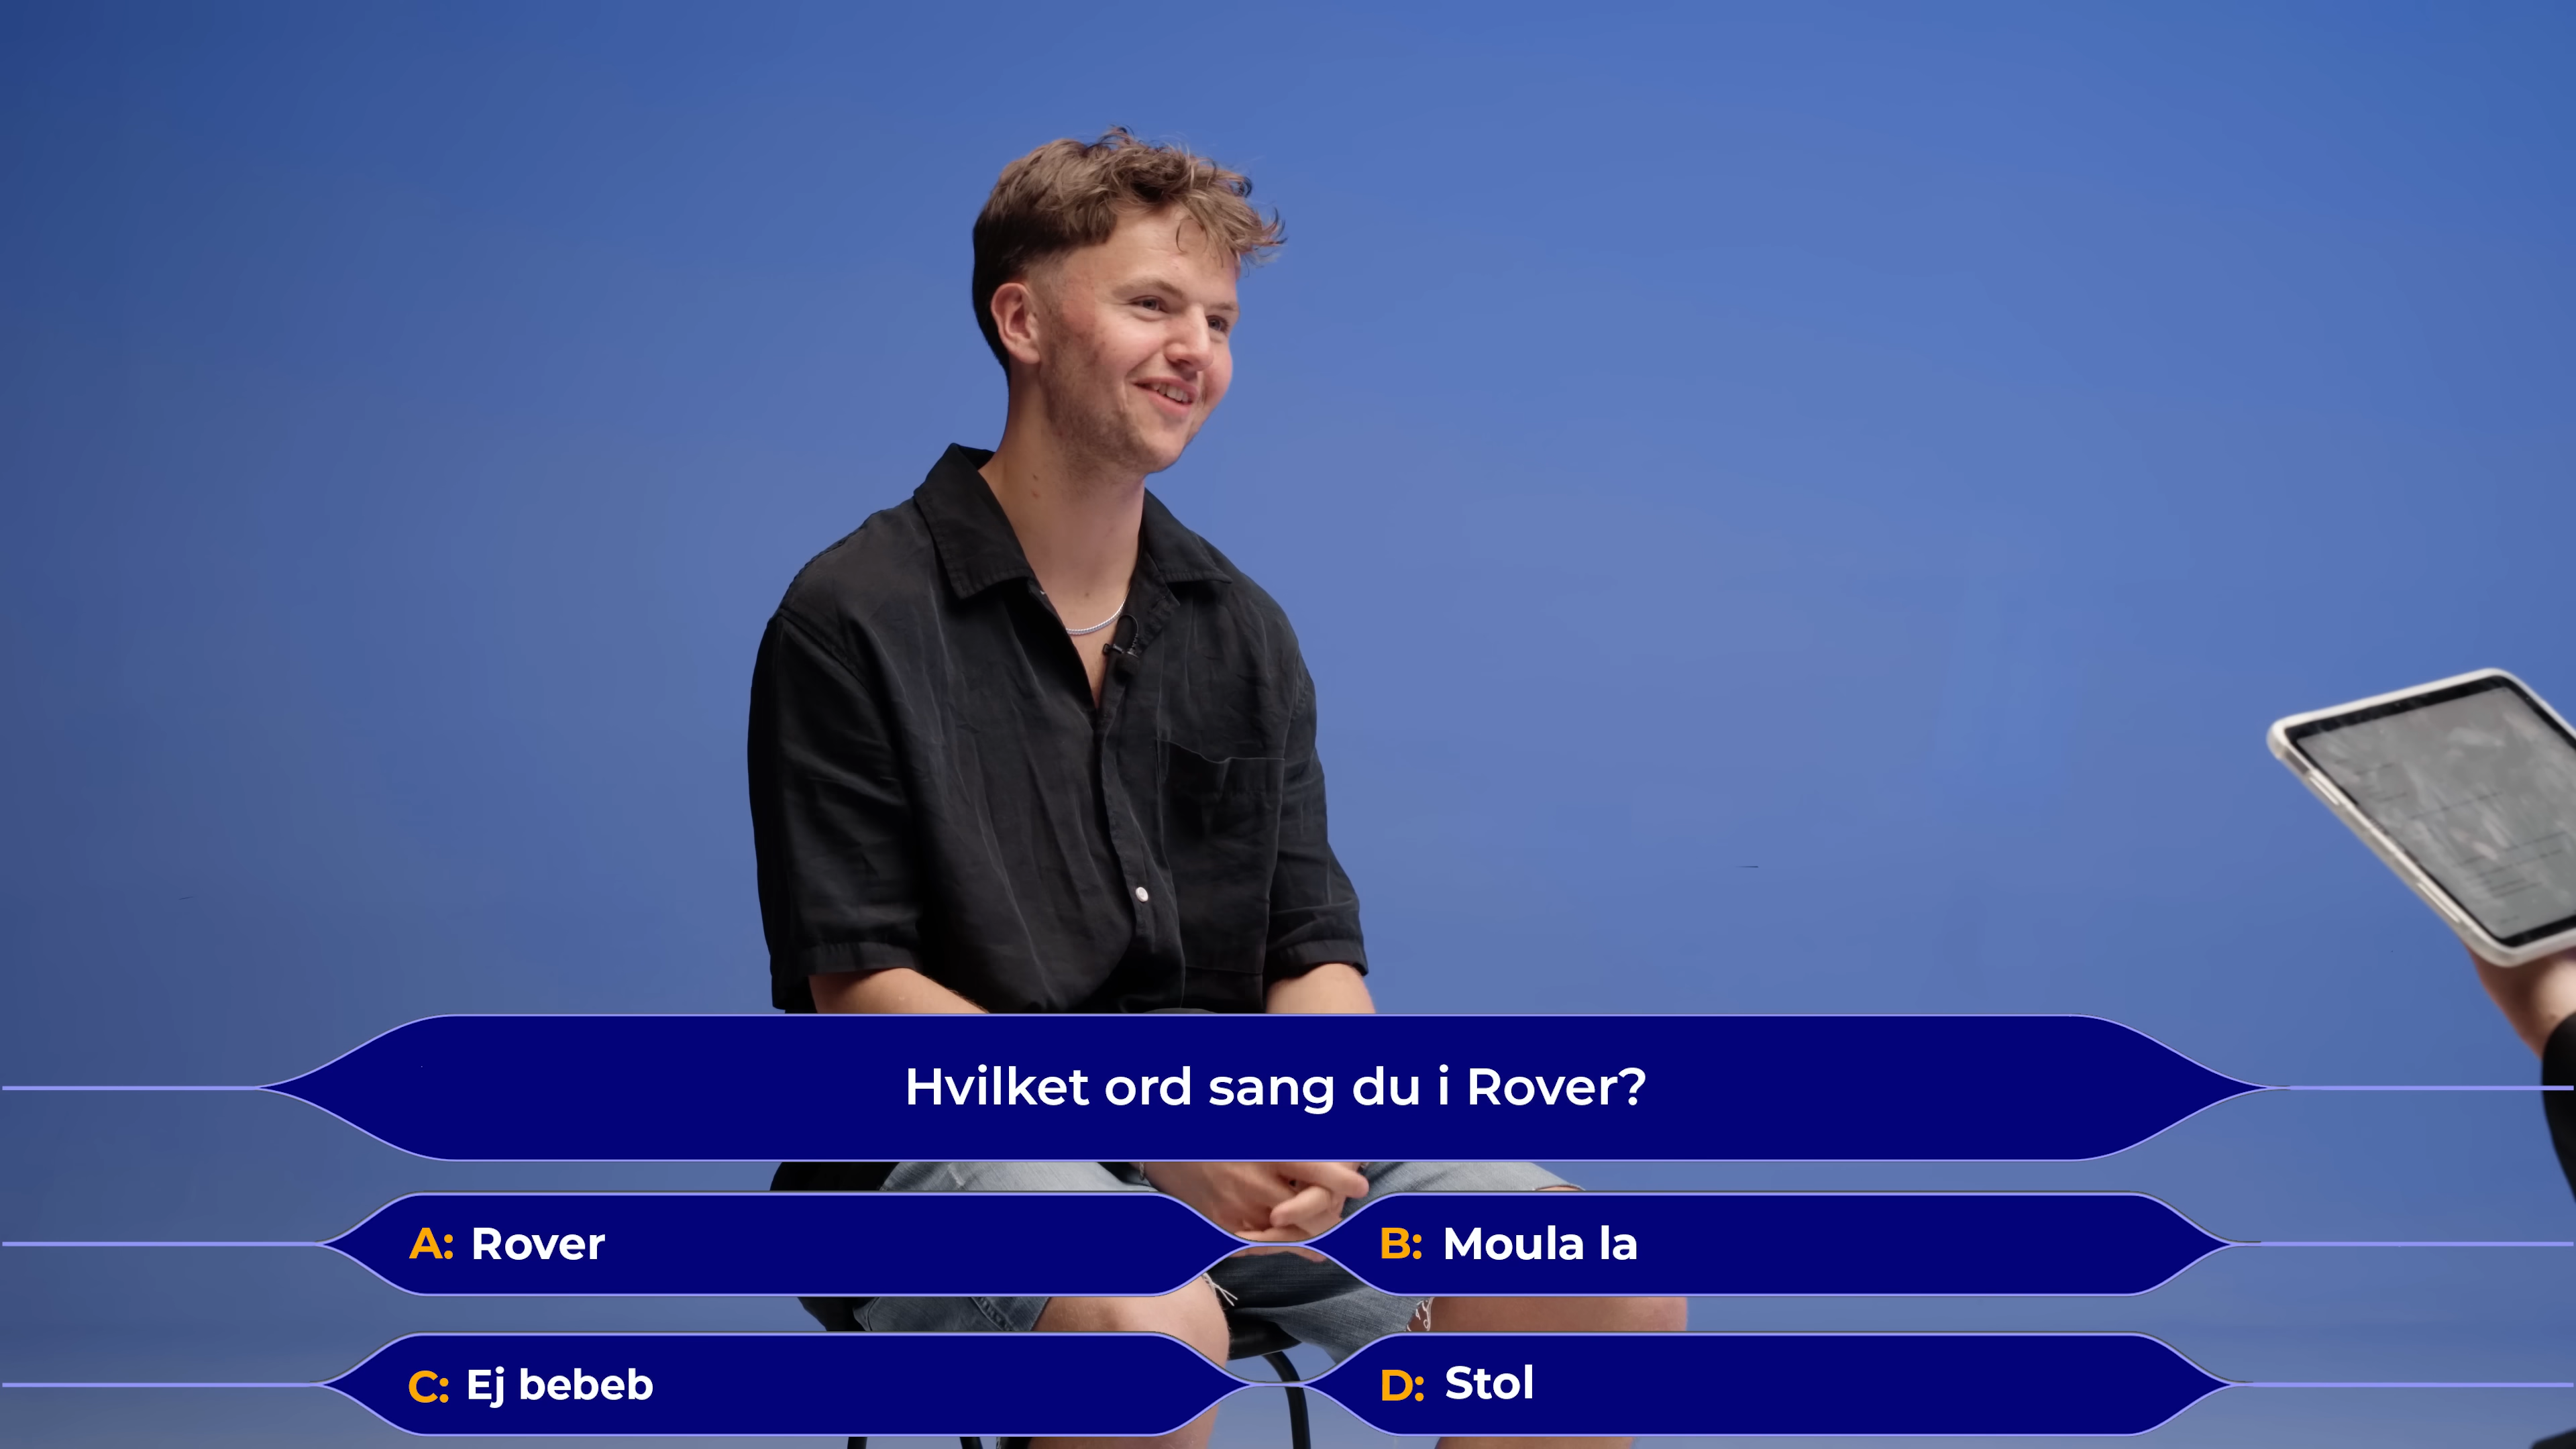 Hvilket ord sang du i Rover?
A: Rover
B: Moula la
C: Ej bebeb
D: Stol